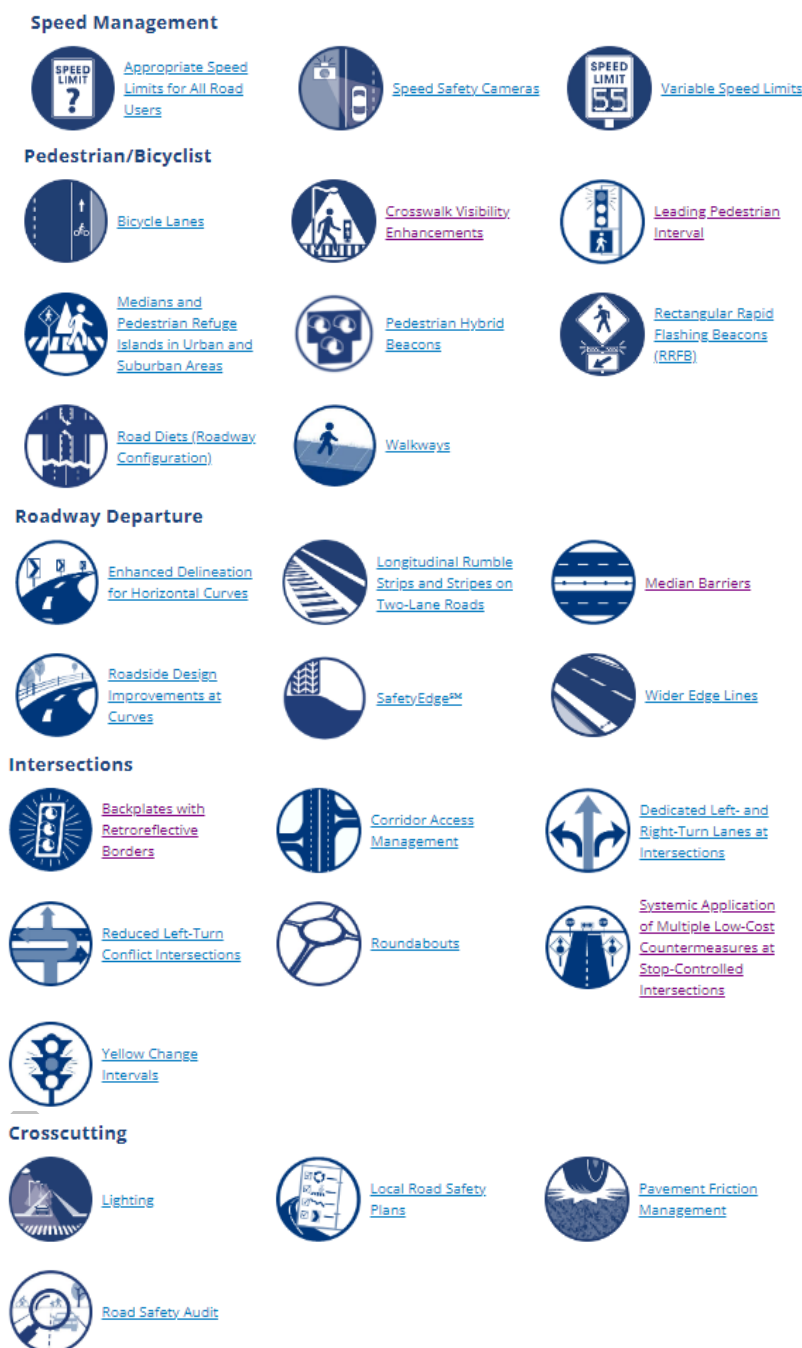 Speed Management
SPEED
LIMIT
?
Appropriate Speed
Limits for All Road
Users
Speed Safety Cameras
SPEED
LIMIT
55
Variable Speed Limits
Pedestrian/Bicyclist
Bicycle Lanes
Crosswalk Visibility
Enhancements
Leading Pedestrian
Interval
Medians and
Pedestrian Refuge
Islands in Urban and
Suburban Areas
Pedestrian Hybrid
Beacons
Rectangular Rapid
Flashing Beacons
(RRFB)
Road Diets (Roadway
Configuration)
Walkways
Roadway Departure
Enhanced Delineation
for Horizontal Curves
Longitudinal Rumble
Strips and Stripes on
Two-Lane Roads
Median Barriers
Roadside Design
Improvements at
Curves
SafetyEdge℠
Wider Edge Lines
Intersections
Backplates with
Retroreflective
Borders
Corridor Access
Management
Dedicated Left- and
Right-Turn Lanes at
Intersections
Reduced Left-Turn
Conflict Intersections
Roundabouts
Systemic Application
of Multiple Low-Cost
Countermeasures at
Stop-Controlled
Intersections
Yellow Change
Intervals
Crosscutting
Lighting
Local Road Safety
Plans
Pavement Friction
Management
Road Safety Audit